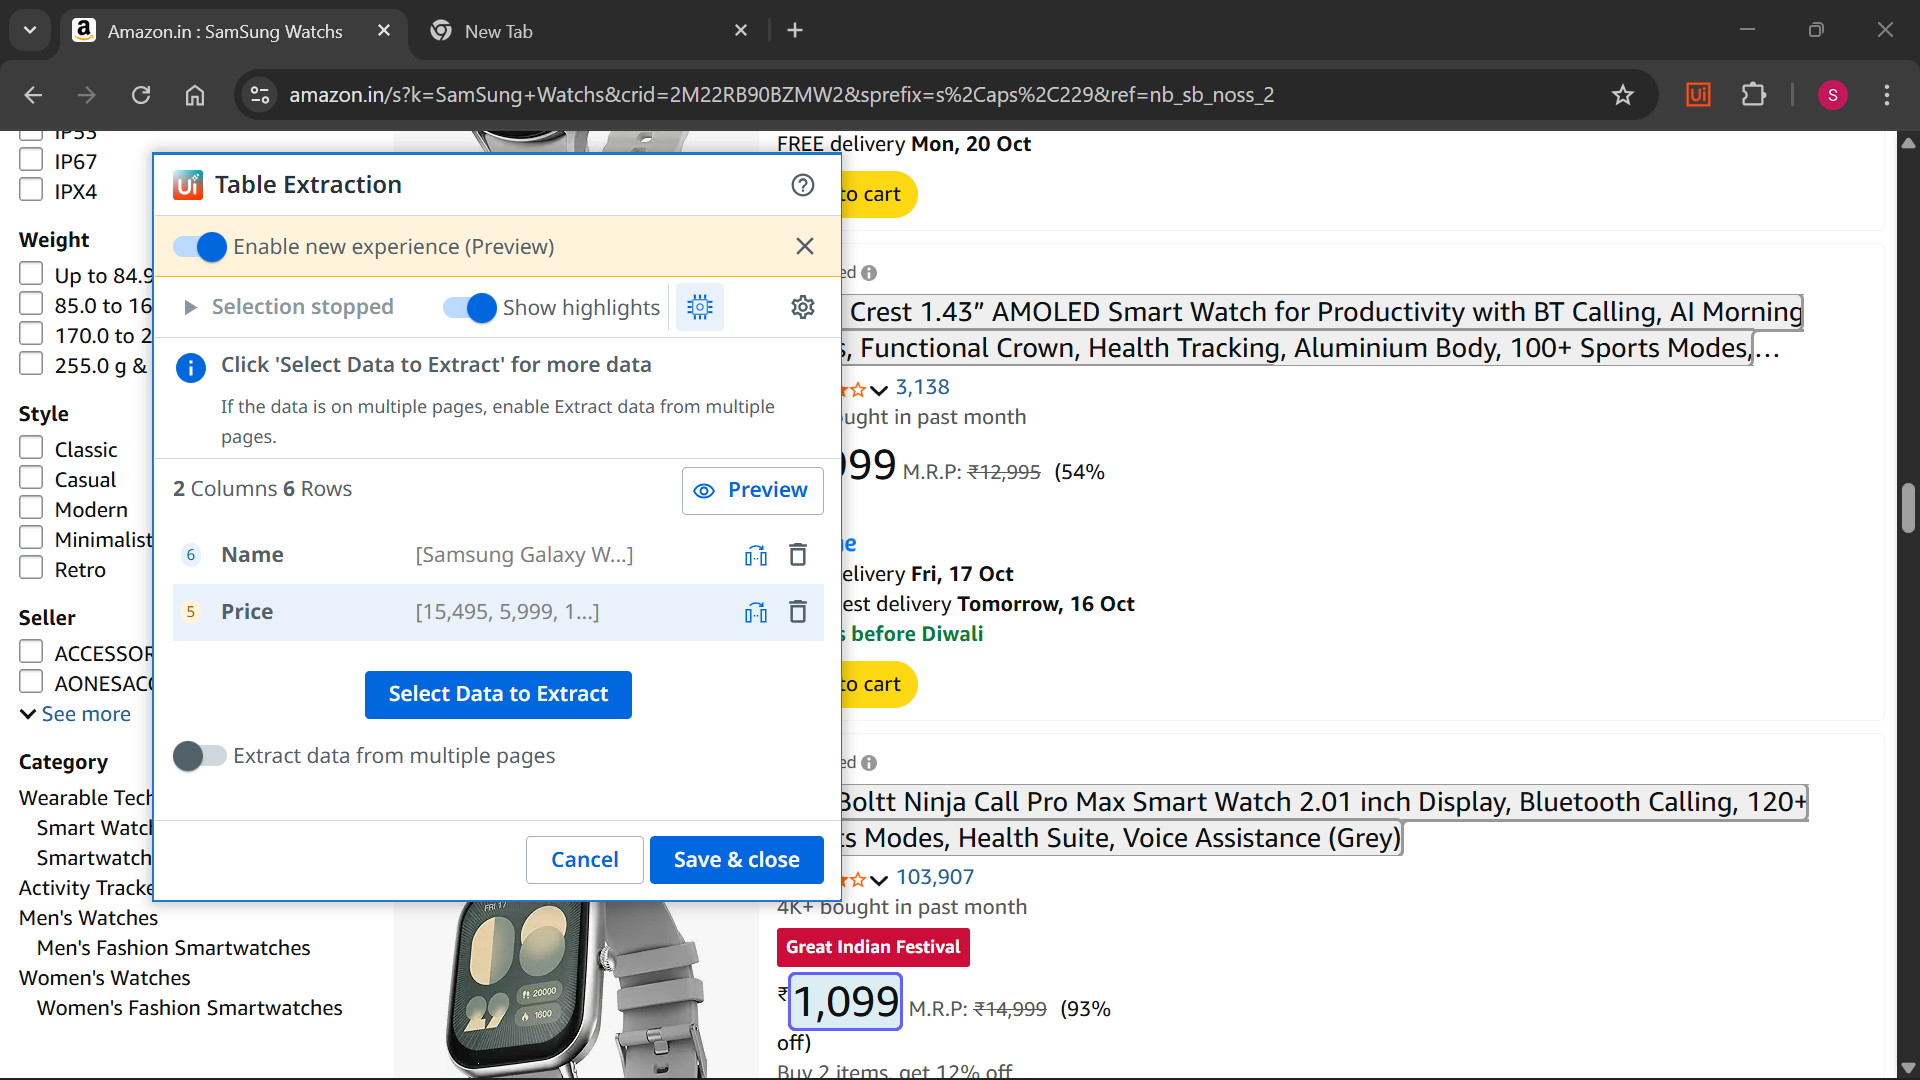 Amazon.in : SamSung Watchs
New Tab
amazon.in/s?k=SamSung+Watchs&crid=2M22RB90BZMW2&sprefix=s%2Caps%2C229&ref=nb_sb_noss_2
Ui
S
IP53
IP67
IPX4
Weight
Up to 84.9
85.0 to 16
170.0 to 2
255.0 g &
Style
Classic
Casual
Modern
Minimalist
Retro
Seller
ACCESSOR
AONESACC
See more
Category
Wearable Tech
Smart Watch
Smartwatch
Activity Tracke
Men's Watches
Men's Fashion Smartwatches
Women's Watches
Women's Fashion Smartwatches
Ui Table Extraction
Enable new experience (Preview)
Selection stopped
Show highlights
Click 'Select Data to Extract' for more data
If the data is on multiple pages, enable Extract data from multiple
pages.
2 Columns 6 Rows
Preview
6 Name [Samsung Galaxy W...]
5 Price [15,495, 5,999, 1...]
Select Data to Extract
Extract data from multiple pages
Cancel
Save & close
FREE delivery Mon, 20 Oct
to cart
ed
Crest 1.43” AMOLED Smart Watch for Productivity with BT Calling, AI Morning
s, Functional Crown, Health Tracking, Aluminium Body, 100+ Sports Modes,...
3,138
ught in past month
999 M.R.P: ₹12,995 (54%
e
elivery Fri, 17 Oct
est delivery Tomorrow, 16 Oct
s before Diwali
to cart
ed
Boltt Ninja Call Pro Max Smart Watch 2.01 inch Display, Bluetooth Calling, 120+
ts Modes, Health Suite, Voice Assistance (Grey)
103,907
4K+ bought in past month
Great Indian Festival
₹1,099 M.R.P: ₹14,999 (93%
off)
Buy 2 items, get 12% off
FRI 17
20000
1600